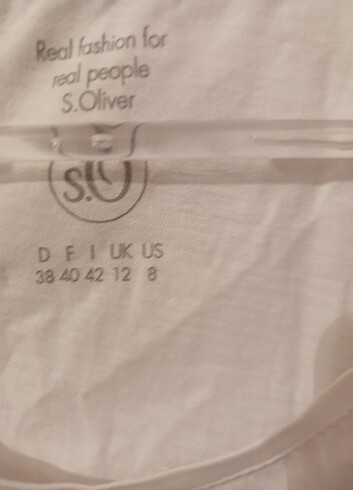 Real fashion for
real people
S.Oliver
s.O
D F I UK US
38 40 42 12 8